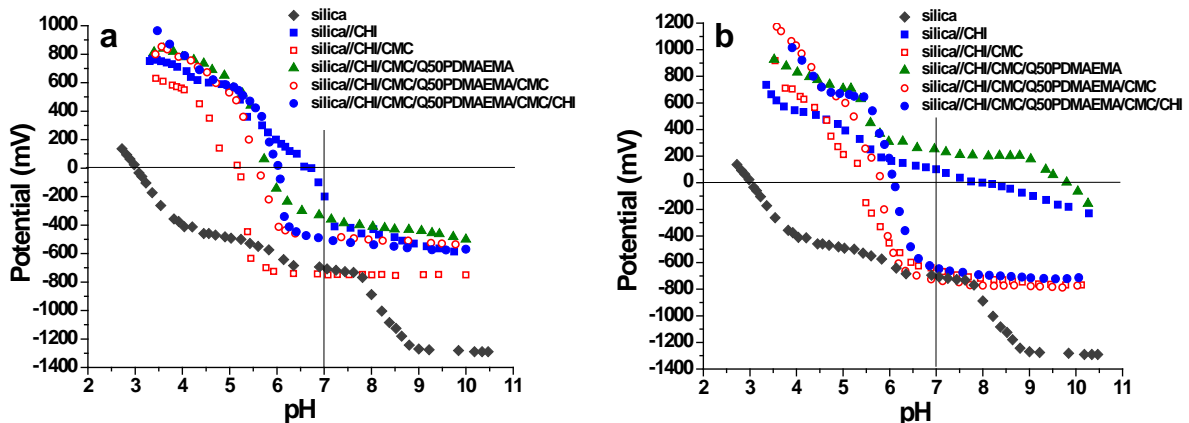 a
silica
silica//CHI
silica//CHI/CMC
silica//CHI/CMC/Q50PDMAEMA
silica//CHI/CMC/Q50PDMAEMA/CMC
silica//CHI/CMC/Q50PDMAEMA/CMC/CHI
Potential (mV)
1000
800
600
400
200
0
-200
-400
-600
-800
-1000
-1200
-1400
2 3 4 5 6 7 8 9 10 11
pH
b
silica
silica//CHI
silica//CHI/CMC
silica//CHI/CMC/Q50PDMAEMA
silica//CHI/CMC/Q50PDMAEMA/CMC
silica//CHI/CMC/Q50PDMAEMA/CMC/CHI
Potential (mV)
1200
1000
800
600
400
200
0
-200
-400
-600
-800
-1000
-1200
-1400
2 3 4 5 6 7 8 9 10 11
pH